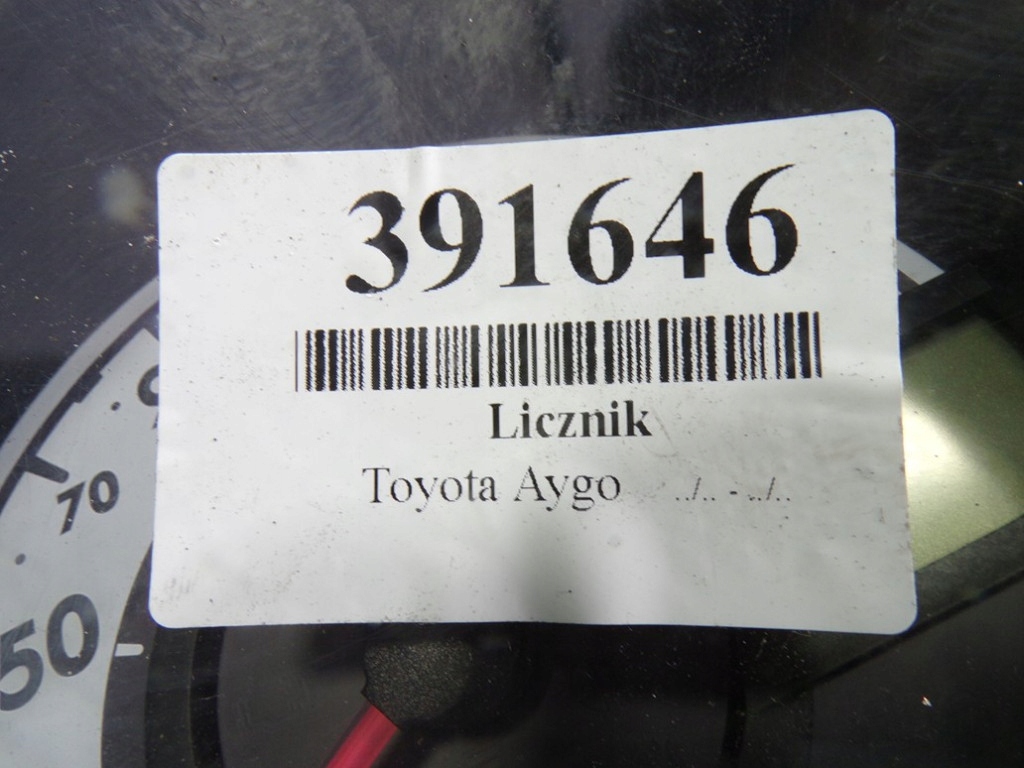 391646
Licznik
Toyota Aygo ../.. - ../..
70
50